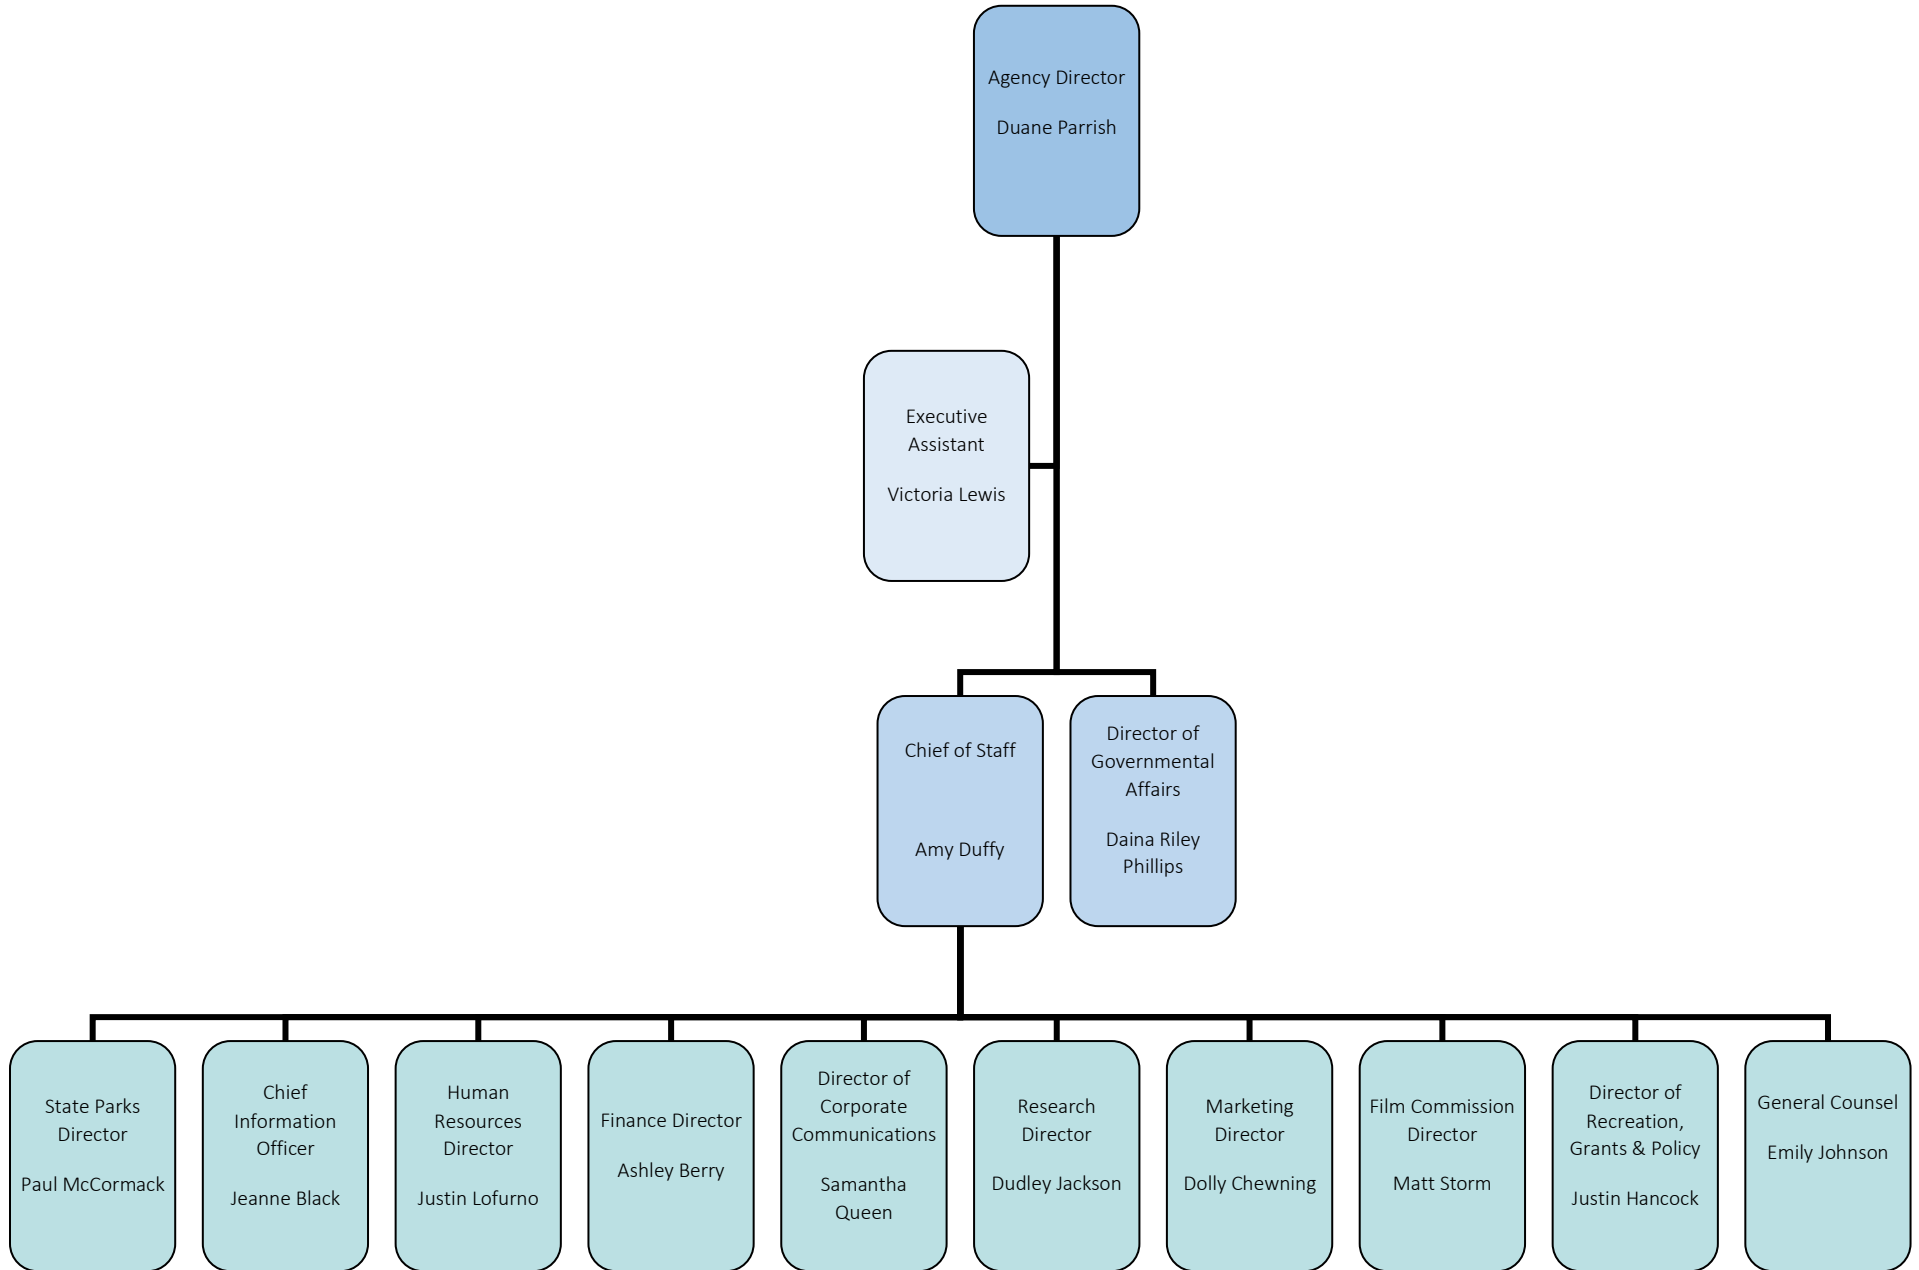 Agency Director
Duane Parrish
Executive
Assistant
Victoria Lewis
Chief of Staff
Amy Duffy
Director of
Governmental
Affairs
Daina Riley
Phillips
State Parks
Director
Paul McCormack
Chief
Information
Officer
Jeanne Black
Human
Resources
Director
Justin Lofurno
Finance Director
Ashley Berry
Director of
Corporate
Communications
Samantha
Queen
Research
Director
Dudley Jackson
Marketing
Director
Dolly Chewning
Film Commission
Director
Matt Storm
Director of
Recreation,
Grants & Policy
Justin Hancock
General Counsel
Emily Johnson